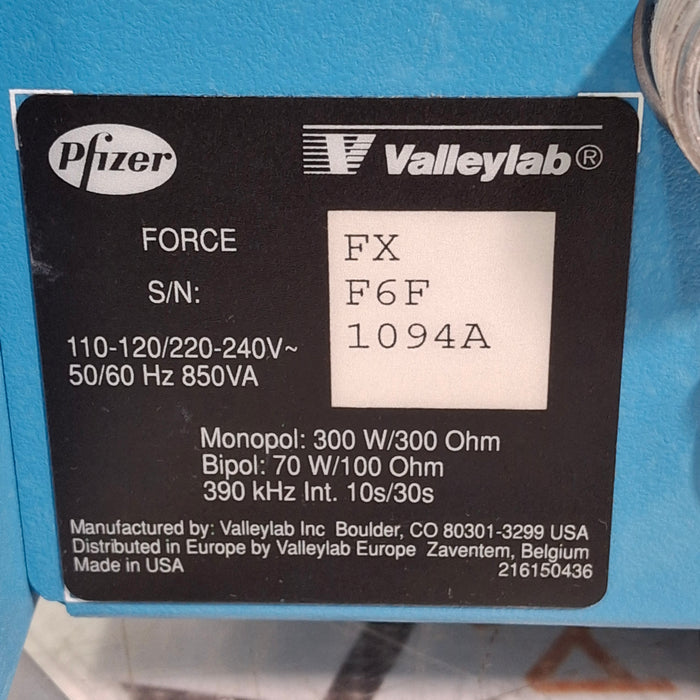 Pfizer
V Valleylab®
FORCE FX
S/N: F6F
1094A
110-120/220-240V~
50/60 Hz 850VA
Monopol: 300 W/300 Ohm
Bipol: 70 W/100 Ohm
390 kHz Int. 10s/30s
Manufactured by: Valleylab Inc Boulder, CO 80301-3299 USA
Distributed in Europe by Valleylab Europe Zaventem, Belgium
Made in USA 216150436